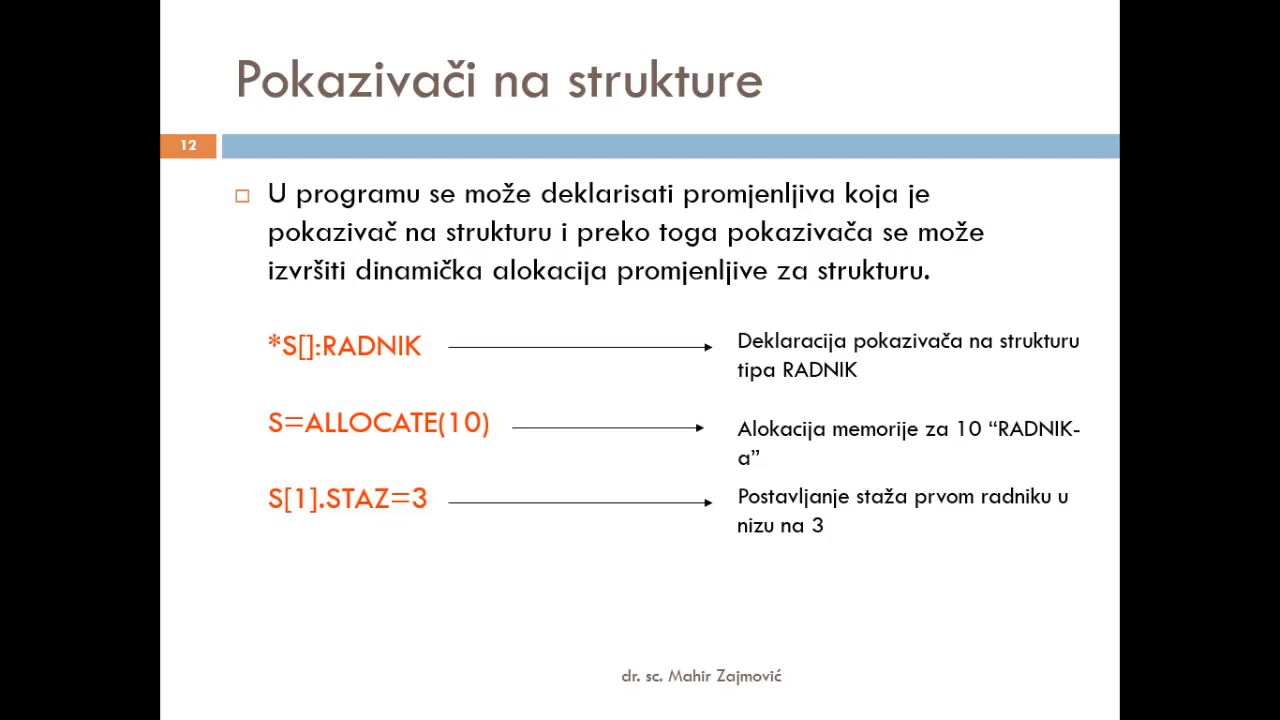 Pokazivači na strukture
12
U programu se može deklarisati promjenljiva koja je
pokazivač na strukturu i preko toga pokazivača se može
izvršiti dinamička alokacija promjenljive za strukturu.
*S[]:RADNIK
Deklaracija pokazivača na strukturu
tipa RADNIK
S=ALLOCATE(10)
Alokacija memorije za 10 “RADNIK-
a”
S[1].STAZ=3
Postavljanje staža prvom radniku u
nizu na 3
dr. sc. Mahir Zajmović